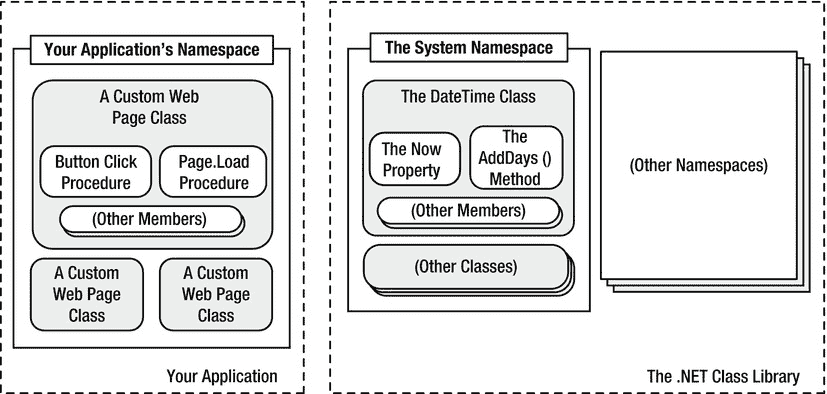 Your Application's Namespace
A Custom Web
Page Class
Button Click
Procedure
Page.Load
Procedure
(Other Members)
A Custom
Web Page
Class
A Custom
Web Page
Class
Your Application
The System Namespace
The DateTime Class
The Now
Property
The
AddDays ()
Method
(Other Members)
(Other Classes)
(Other Namespaces)
The .NET Class Library